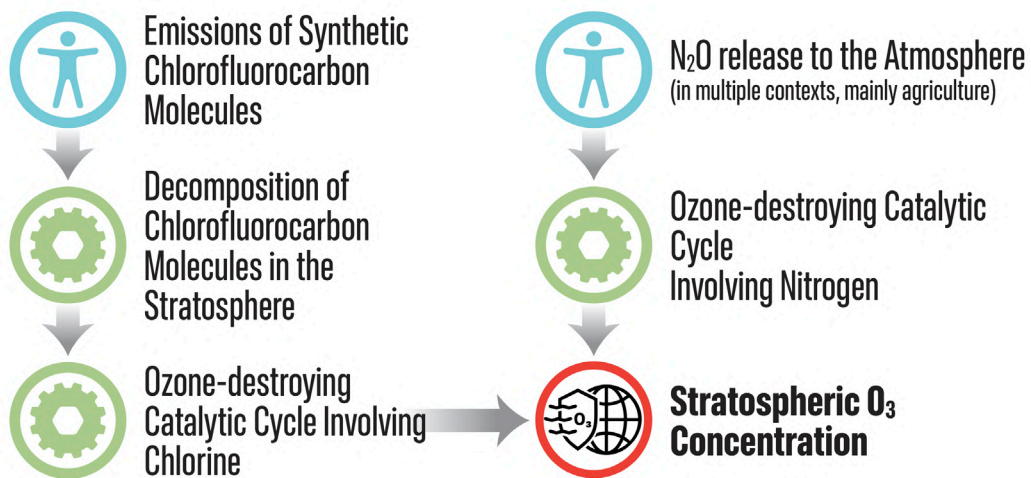 Emissions of Synthetic
Chlorofluorocarbon
Molecules
Decomposition of
Chlorofluorocarbon
Molecules in the
Stratosphere
Ozone-destroying
Catalytic Cycle Involving
Chlorine
N₂O release to the Atmosphere
(in multiple contexts, mainly agriculture)
Ozone-destroying Catalytic
Cycle
Involving Nitrogen
O₃
Stratospheric O₃
Concentration